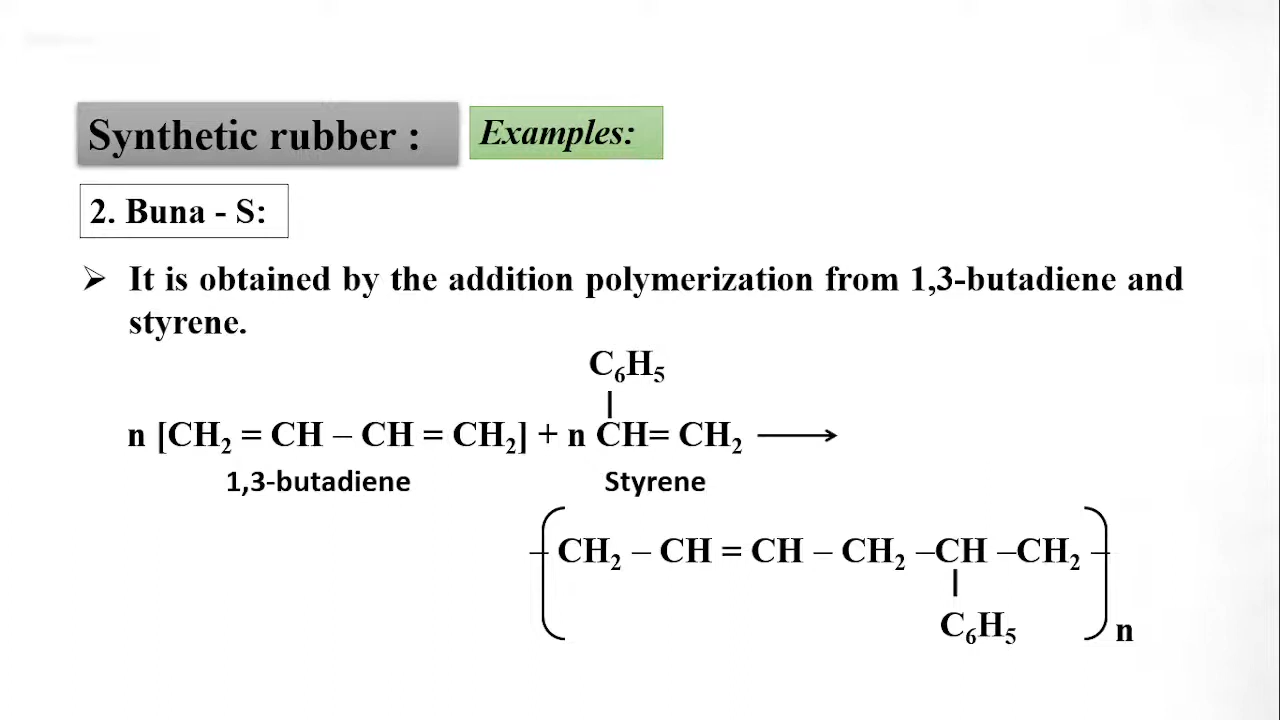 Synthetic rubber :
Examples:
2. Buna - S:
➢ It is obtained by the addition polymerization from 1,3-butadiene and
styrene.
C₆H₅
|
n [CH₂ = CH – CH = CH₂] + n CH= CH₂ ⟶
1,3-butadiene
Styrene
CH₂ – CH = CH – CH₂ –CH –CH₂
|
C₆H₅
n